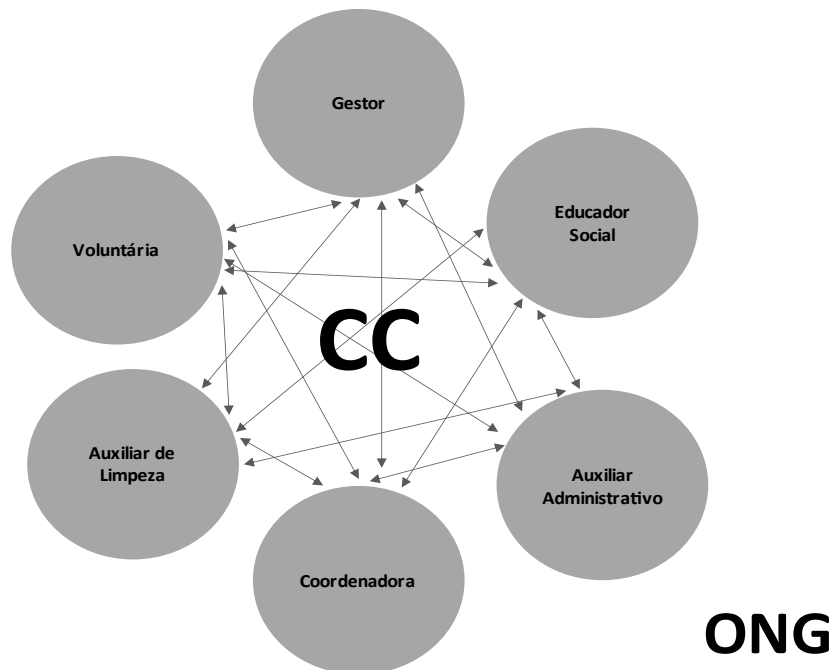 Gestor
Educador
Social
Voluntária
CC
Auxiliar de
Limpeza
Auxiliar
Administrativo
Coordenadora
ONG